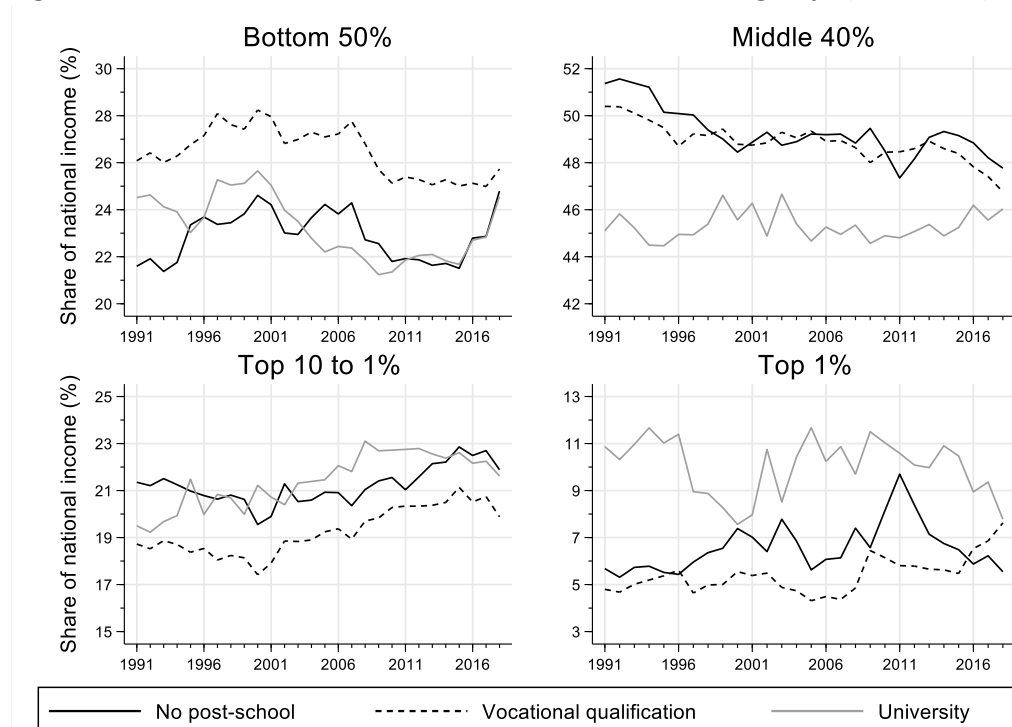 Bottom 50%
Middle 40%
Share of national income (%)
30
28
26
24
22
20
1991 1996 2001 2006 2011 2016
52
50
48
46
44
42
1991 1996 2001 2006 2011 2016
Top 10 to 1%
Top 1%
Share of national income (%)
25
23
21
19
17
15
1991 1996 2001 2006 2011 2016
13
11
9
7
5
3
1991 1996 2001 2006 2011 2016
No post-school Vocational qualification University